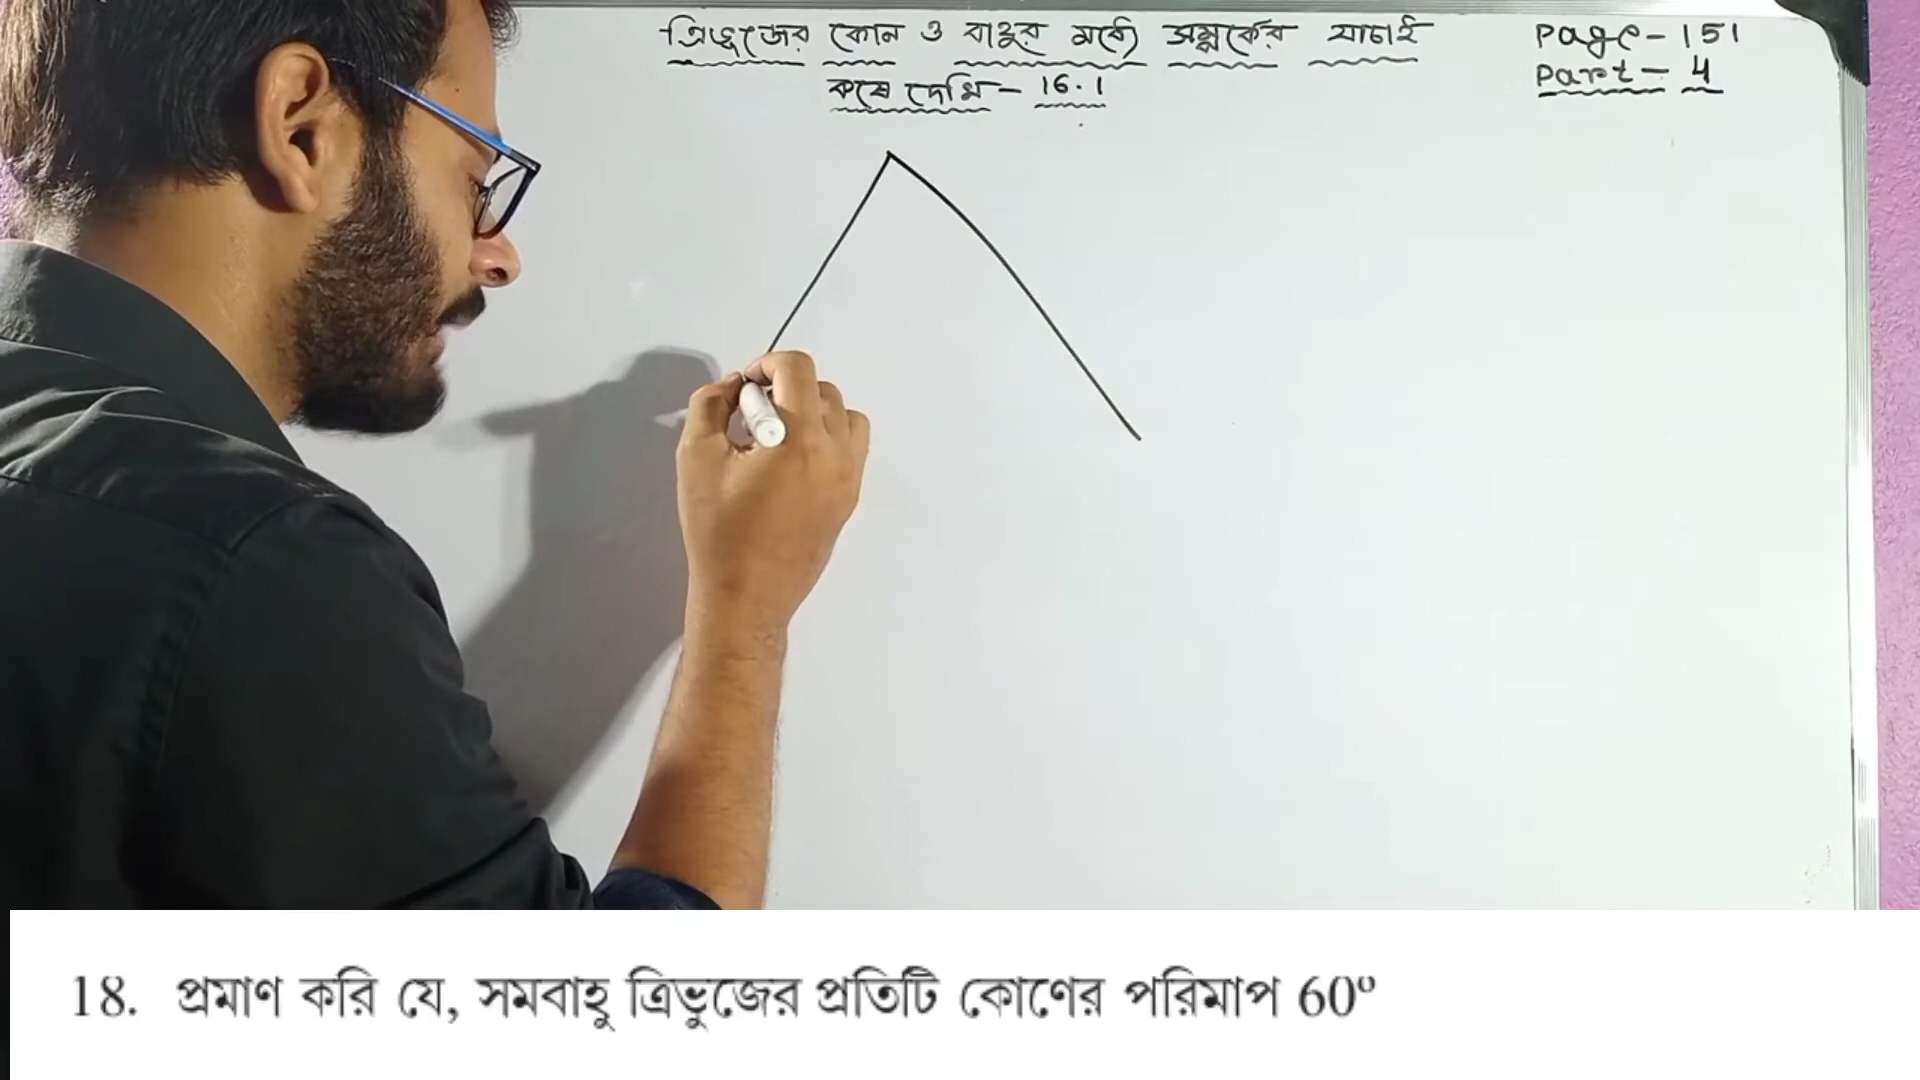 ত্রিভুজের কোন ও বাহুর মধ্যে সম্পর্কের যাচাই
Page - 151
Part - 4
কষে দেখি - 16.1
18. প্রমাণ করি যে, সমবাহু ত্রিভুজের প্রতিটি কোণের পরিমাপ 60°